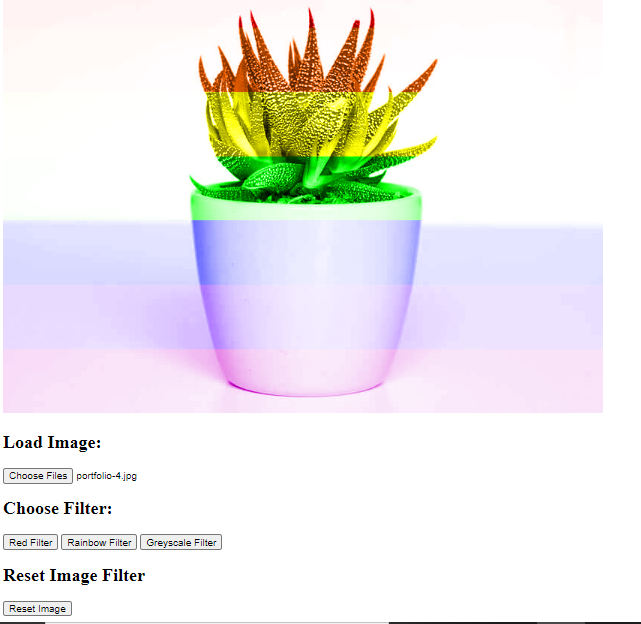 Load Image:
Choose Files portfolio-4.jpg
Choose Filter:
Red Filter Rainbow Filter Greyscale Filter
Reset Image Filter
Reset Image